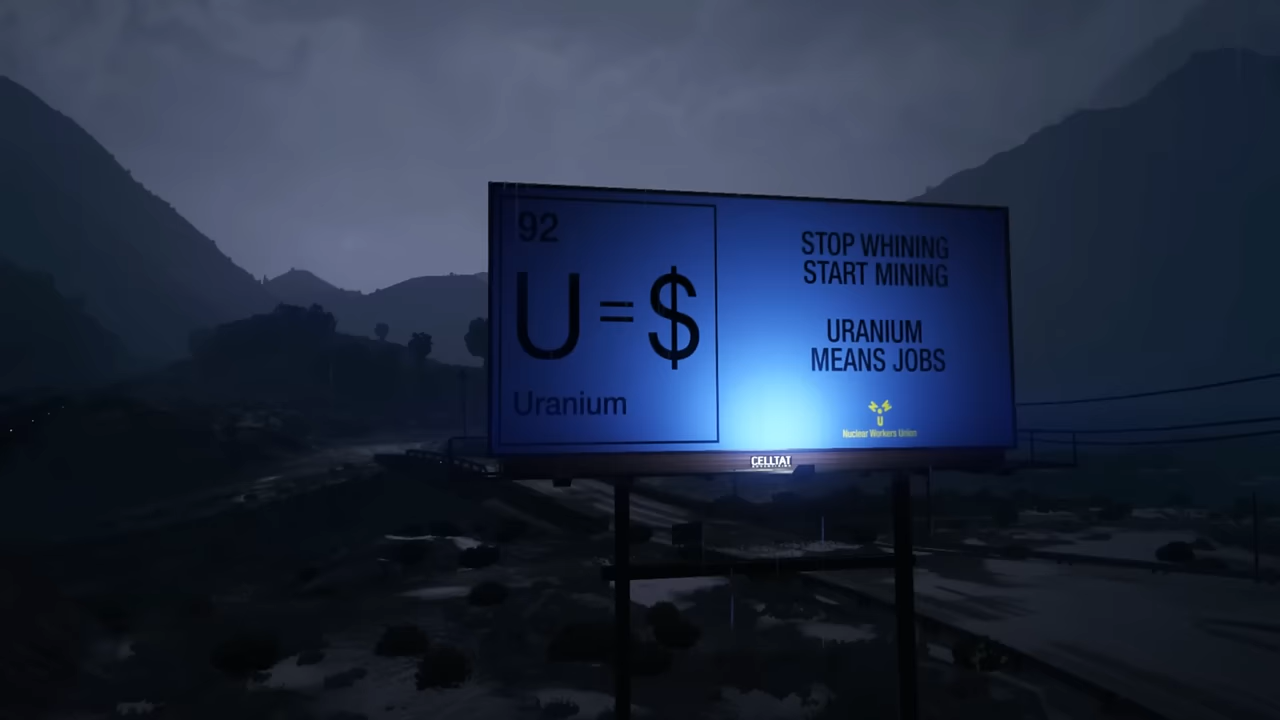 92
U = $
Uranium
STOP WHINING
START MINING
URANIUM
MEANS JOBS
Nuclear Workers Union
CELLTAT